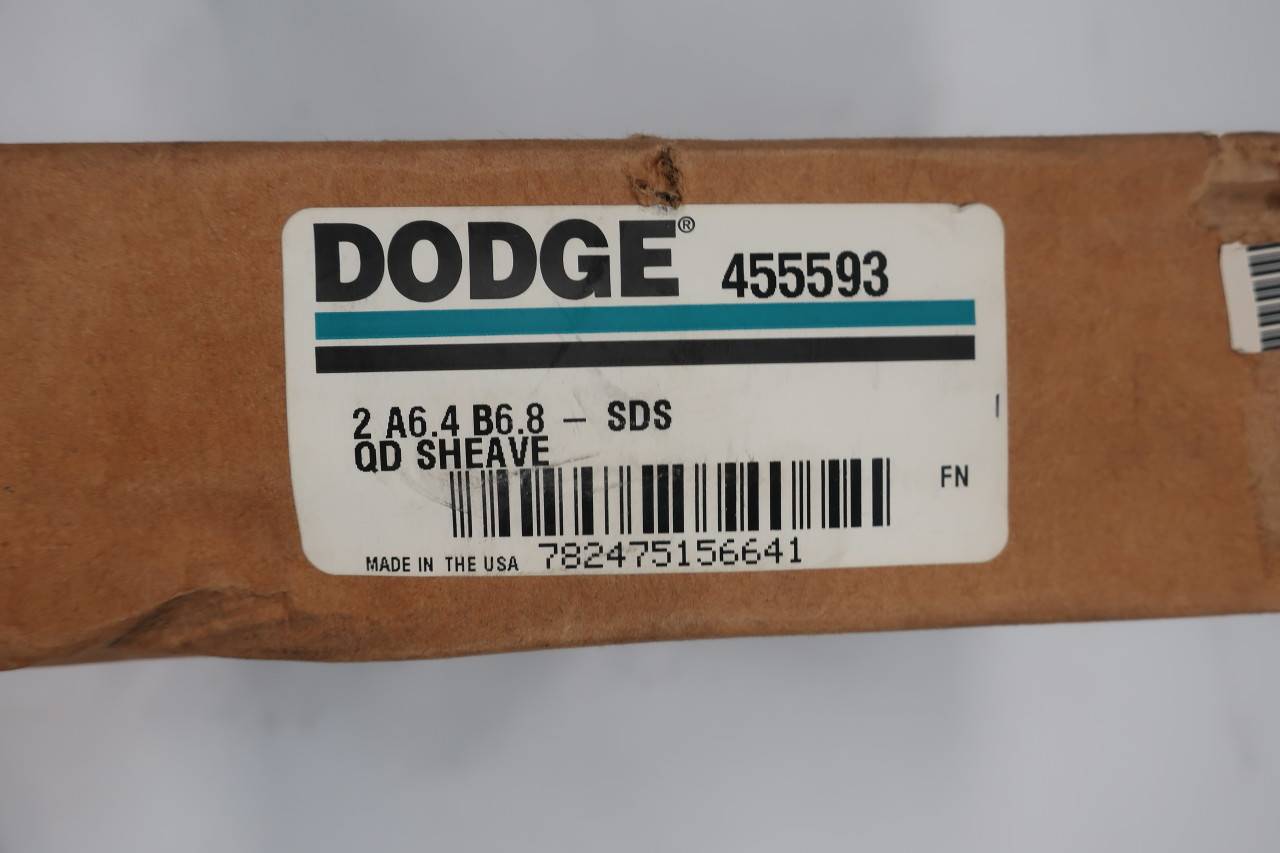 DODGE® 455593
2 A6.4 B6.8 – SDS
QD SHEAVE
FN
MADE IN THE USA 782475156641